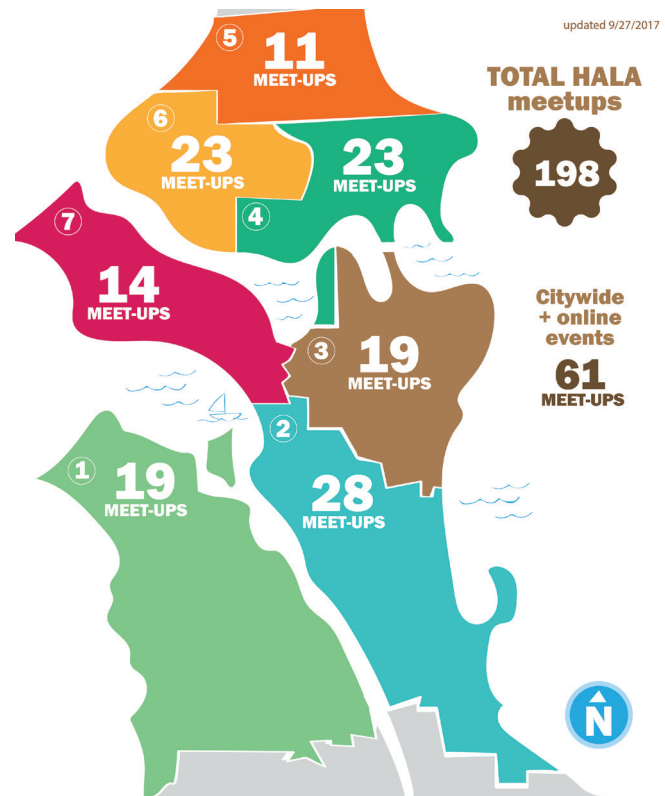 updated 9/27/2017
5
11
MEET-UPS
TOTAL HALA
meetups
198
6
23
MEET-UPS
23
MEET-UPS
4
7
14
MEET-UPS
Citywide
+ online
events
61
MEET-UPS
3
19
MEET-UPS
2
28
MEET-UPS
1
19
MEET-UPS
N